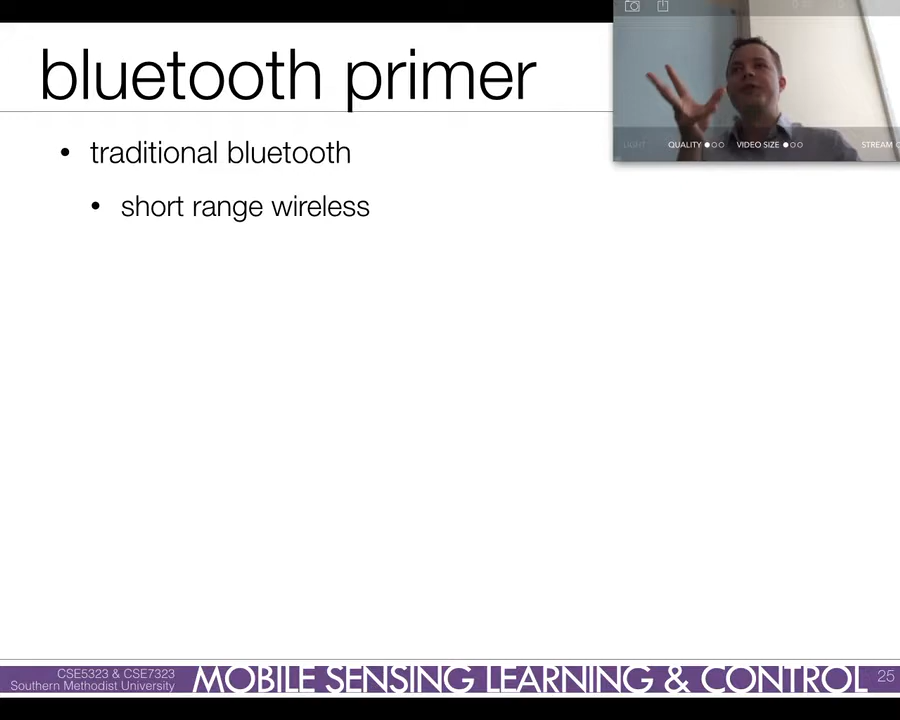 bluetooth primer
• traditional bluetooth
• short range wireless
LIGHT QUALITY VIDEO SIZE STREAM
CSE5323 & CSE7323
Southern Methodist University
MOBILE SENSING LEARNING & CONTROL
25